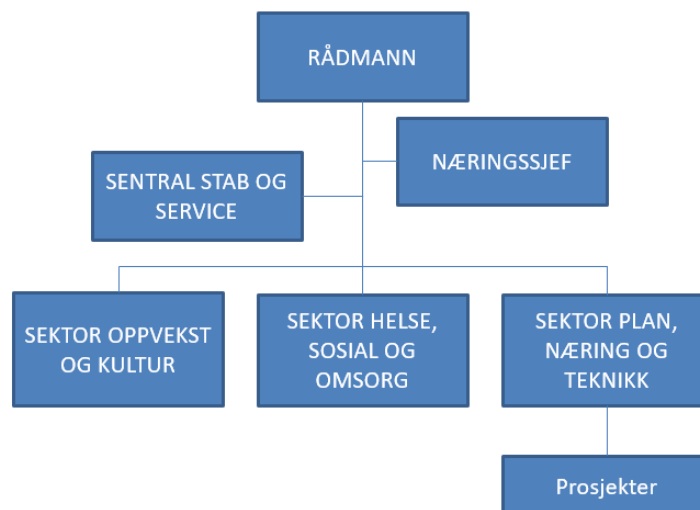 RÅDMANN
NÆRINGSSJEF
SENTRAL STAB OG
SERVICE
SEKTOR OPPVEKST
OG KULTUR
SEKTOR HELSE,
SOSIAL OG
OMSORG
SEKTOR PLAN,
NÆRING OG
TEKNIKK
Prosjekter